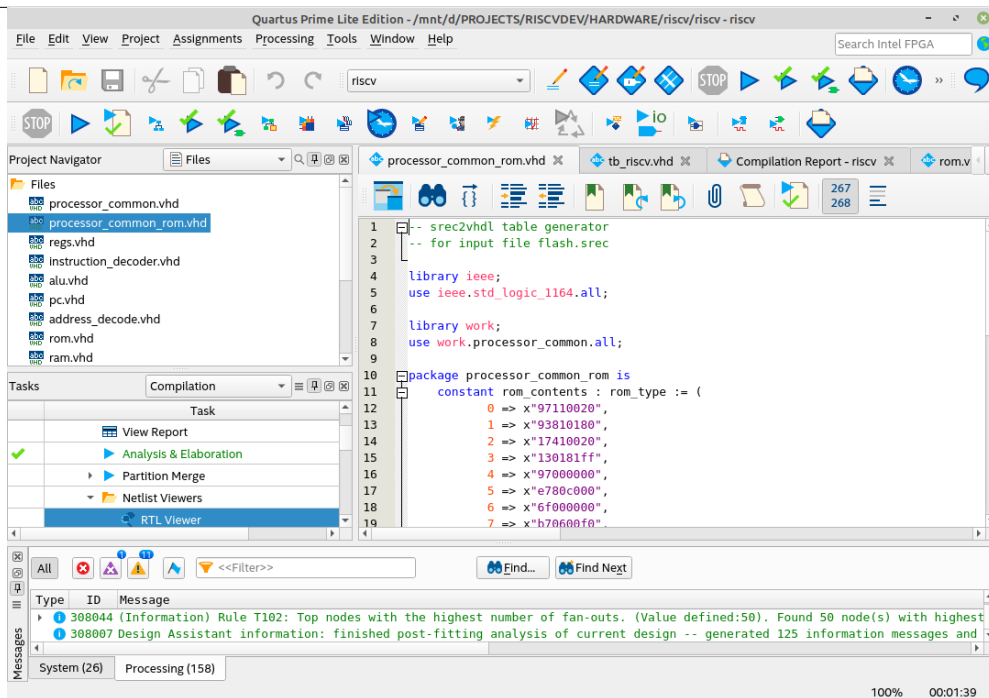 Quartus Prime Lite Edition - /mnt/d/PROJECTS/RISCVDEV/HARDWARE/riscv/riscv - riscv
File Edit View Project Assignments Processing Tools Window Help
Search Intel FPGA
riscv
STOP
»
STOP
io
Project Navigator
Files
Files
processor_common.vhd
processor_common_rom.vhd
regs.vhd
instruction_decoder.vhd
alu.vhd
pc.vhd
address_decode.vhd
rom.vhd
ram.vhd
Tasks
Compilation
Task
View Report
Analysis & Elaboration
Partition Merge
Netlist Viewers
RTL Viewer
processor_common_rom.vhd
tb_riscv.vhd
Compilation Report - riscv
rom.v
267
268
1 -- srec2vhdl table generator
2 -- for input file flash.srec
3
4 library ieee;
5 use ieee.std_logic_1164.all;
6
7 library work;
8 use work.processor_common.all;
9
10 package processor_common_rom is
11 constant rom_contents : rom_type := (
12 0 => x"97110020",
13 1 => x"93810180",
14 2 => x"17410020",
15 3 => x"130181ff",
16 4 => x"97000000",
17 5 => x"e780c000",
18 6 => x"6f000000",
19 7 => x"b70600f0",
All
1
11
<<Filter>>
Find...
Find Next
Type ID Message
308044 (Information) Rule T102: Top nodes with the highest number of fan-outs. (Value defined:50). Found 50 node(s) with highest
308007 Design Assistant information: finished post-fitting analysis of current design -- generated 125 information messages and
Messages
System (26)
Processing (158)
100% 00:01:39